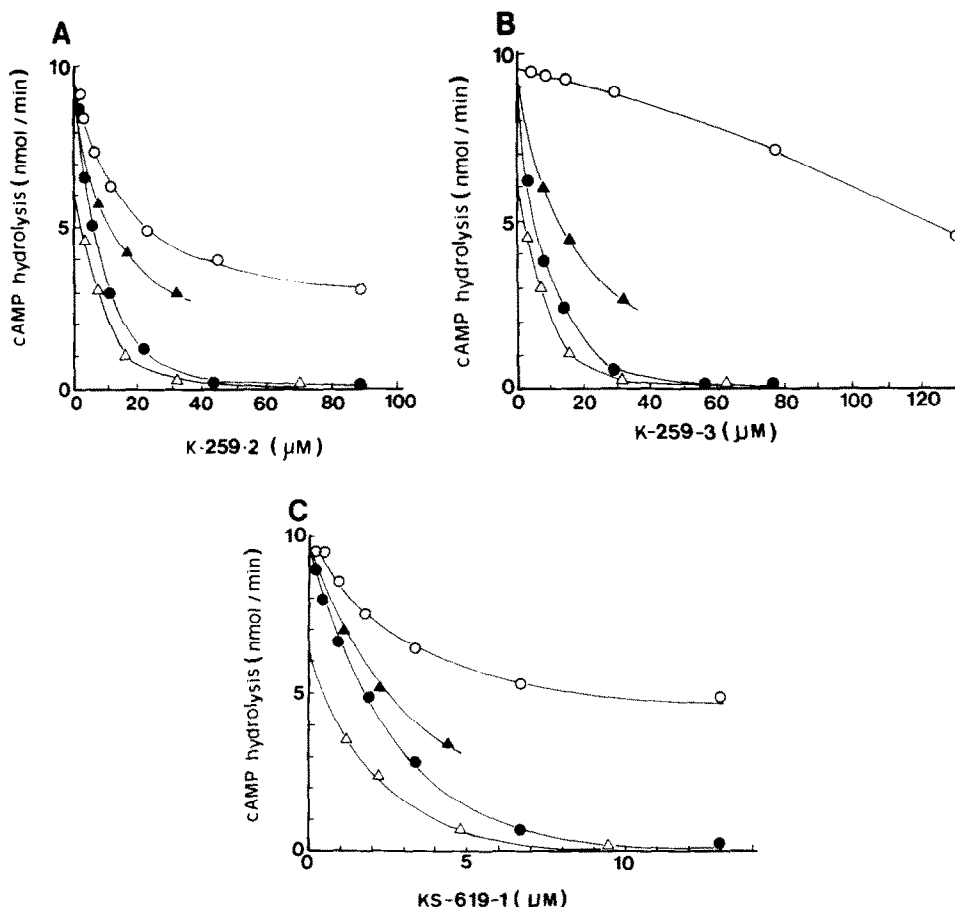 A
cAMP hydrolysis (nmol / min)
10
5
0
0 20 40 60 80 100
K-259-2 (µM)
B
cAMP hydrolysis (nmol / min)
10
5
0
0 20 40 60 80 100 120
K-259-3 (µM)
C
cAMP hydrolysis (nmol / min)
10
5
0
0 5 10
KS-619-1 (µM)